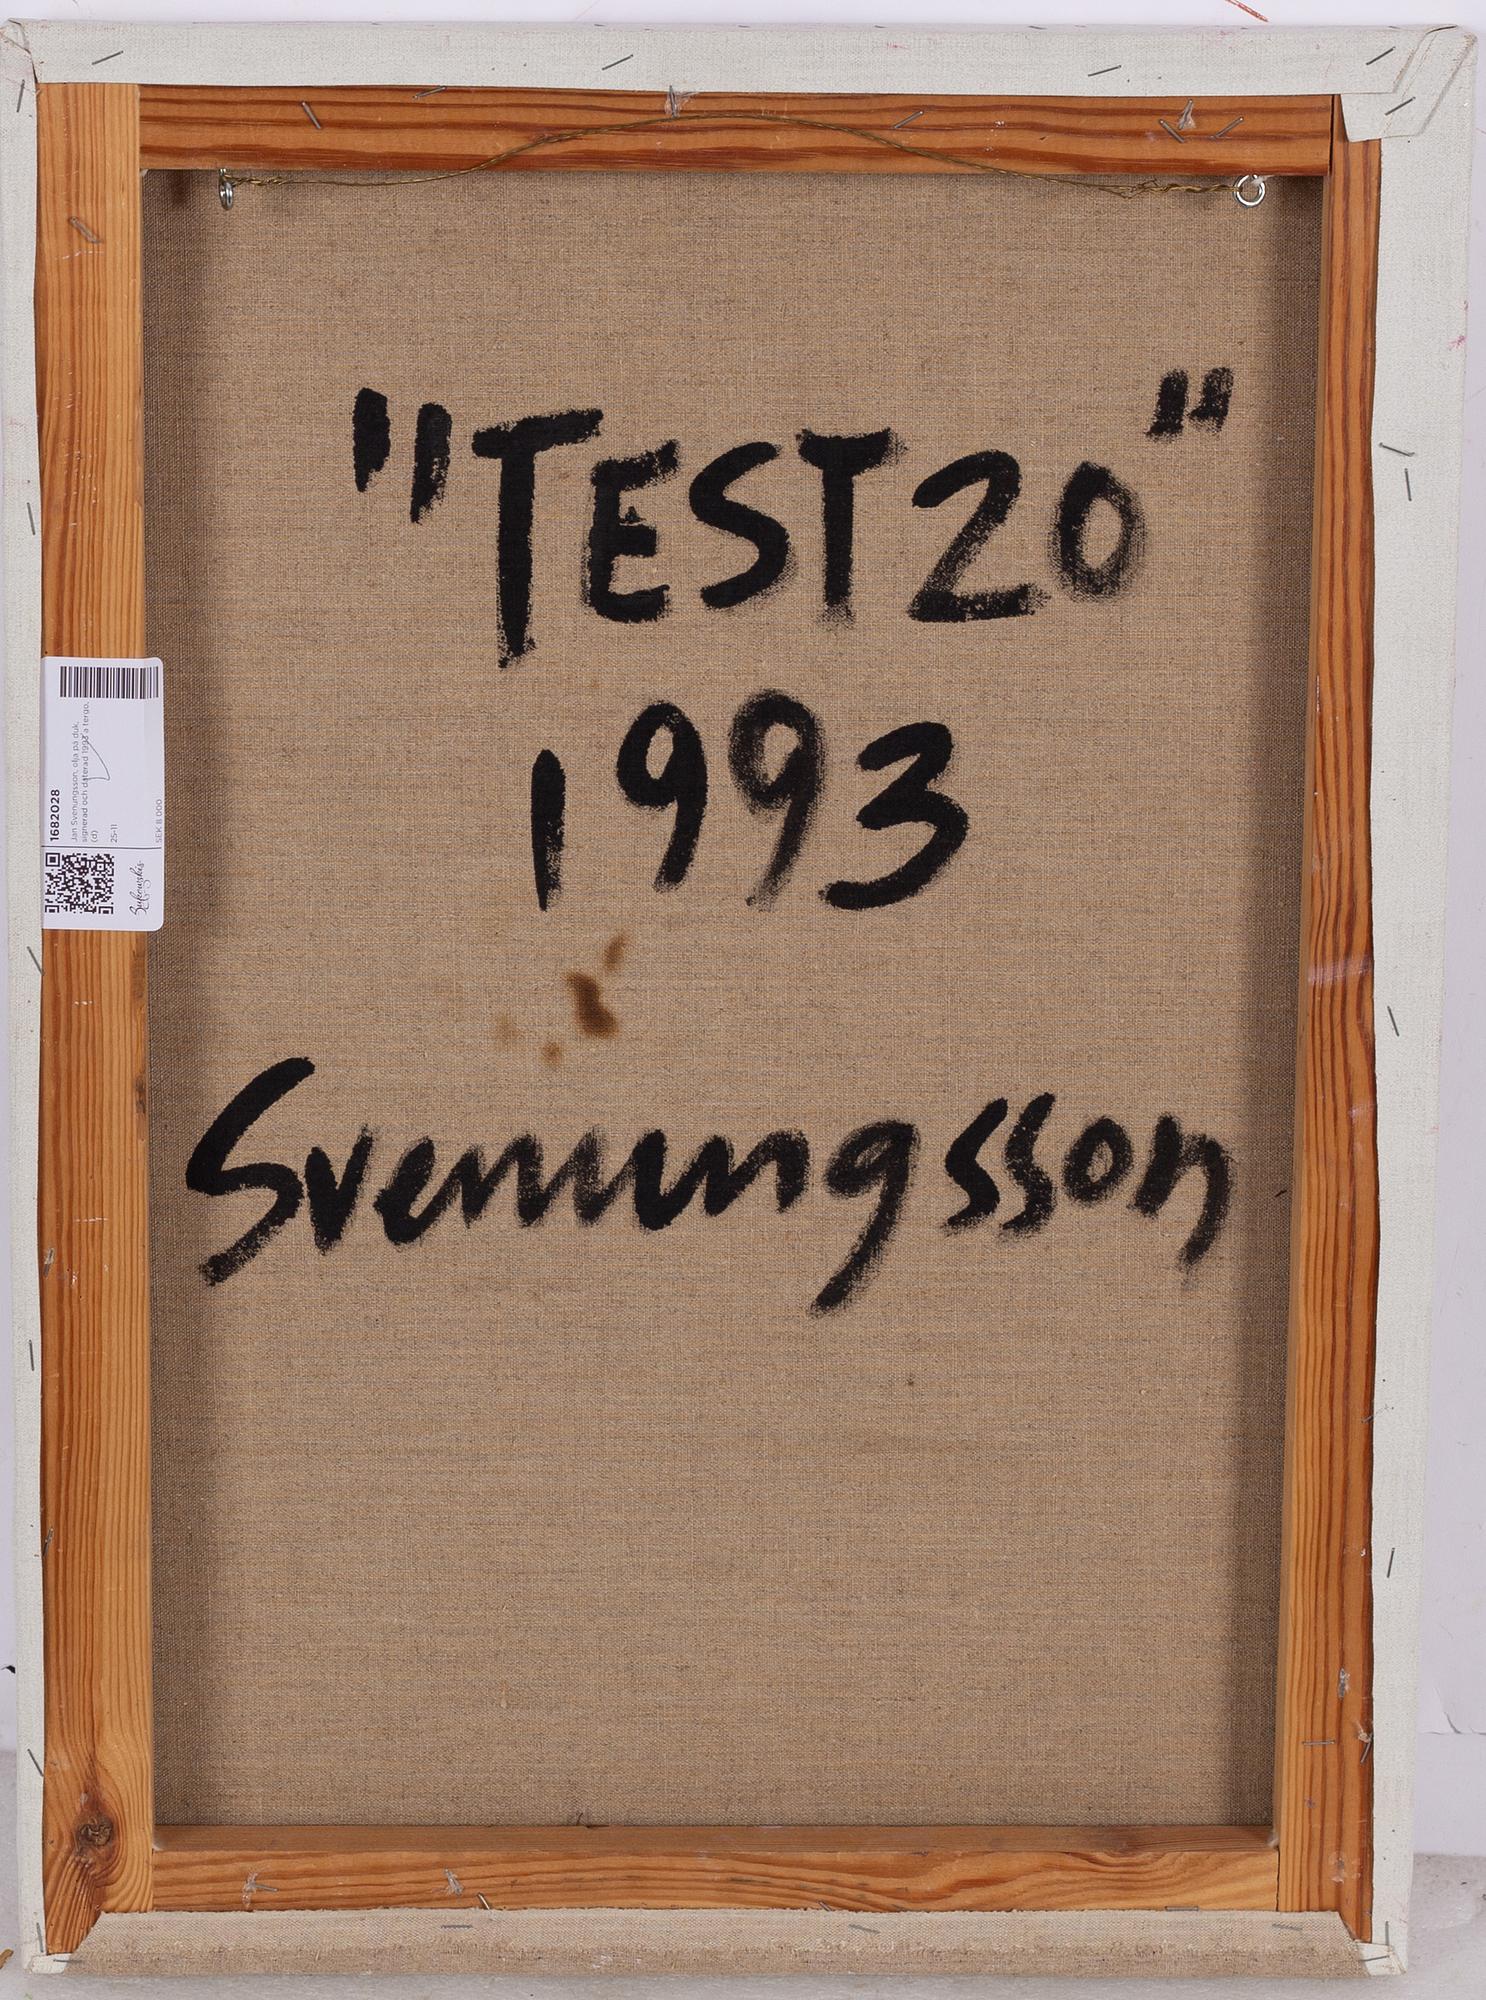 "TEST 20"
1993
Svenungsson
1682028
Jan Svenungsson, olja på duk,
signerad och daterad 1993 a tergo.
(d)
25-11
SEK 8 000
Bukowskis